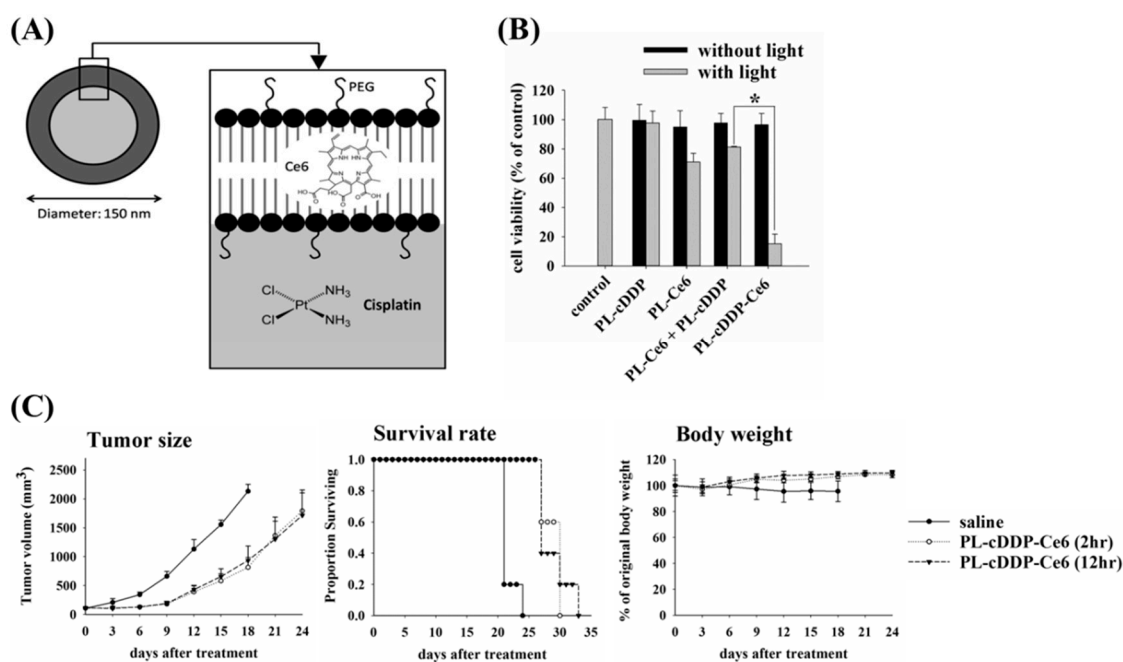 (A)
PEG
Ce6
NH HN
N N
HO
O
HO
O
O
OH
Diameter: 150 nm
Cl
NH₃
Pt
Cl
NH₃
Cisplatin
(B)
without light
with light
*
cell viability (% of control)
120
100
80
60
40
20
0
control
PL-cDDP
PL-Ce6
PL-Ce6 + PL-cDDP
PL-cDDP-Ce6
(C)
Tumor size
Tumor volume (mm³)
2500
2000
1500
1000
500
0
0 3 6 9 12 15 18 21 24
days after treatment
Survival rate
Proportion Surviving
1.0
0.8
0.6
0.4
0.2
0.0
0 5 10 15 20 25 30 35
days after treatment
Body weight
% of original body weight
120
100
80
60
40
20
0
0 3 6 9 12 15 18 21 24
days after treatment
saline
PL-cDDP-Ce6 (2hr)
PL-cDDP-Ce6 (12hr)